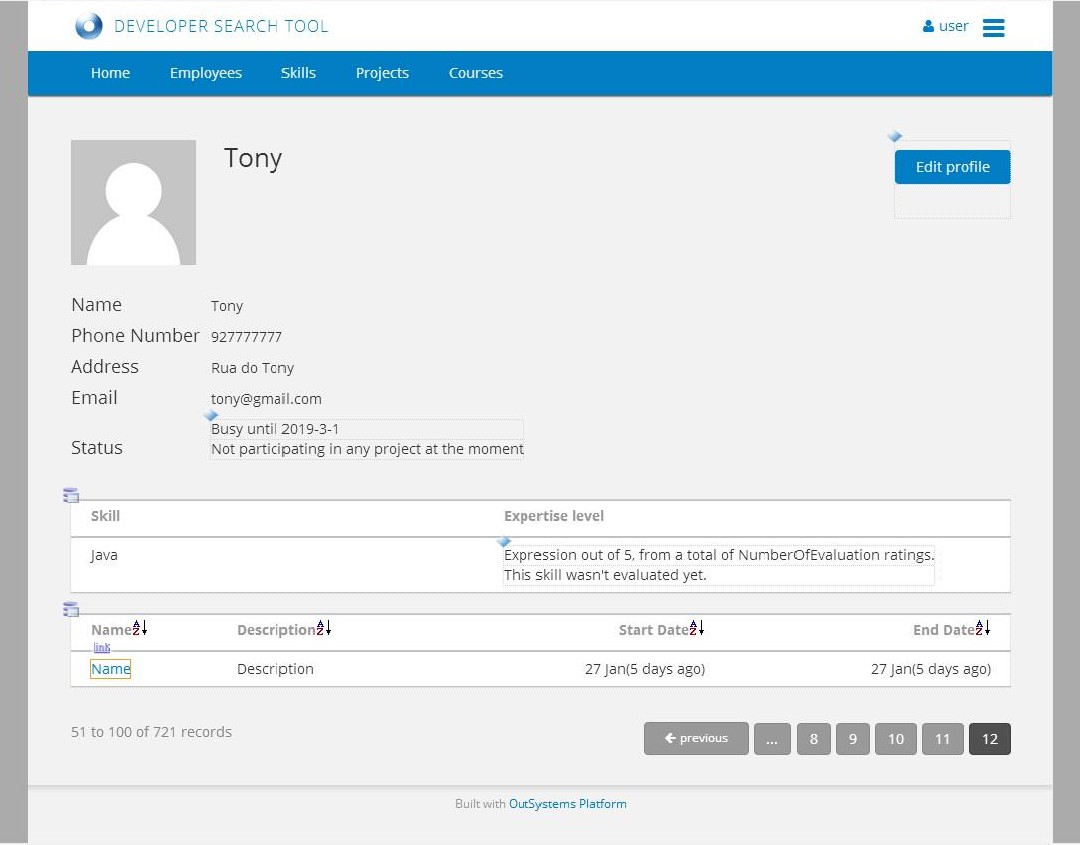 DEVELOPER SEARCH TOOL
user
Home Employees Skills Projects Courses
Tony
Edit profile
Name Tony
Phone Number 927777777
Address Rua do Tony
Email tony@gmail.com
Status Busy until 2019-3-1
Not participating in any project at the moment
Skill Expertise level
Java Expression out of 5, from a total of NumberOfEvaluation ratings.
This skill wasn't evaluated yet.
Name Description Start Date End Date
link
Name Description 27 Jan(5 days ago) 27 Jan(5 days ago)
51 to 100 of 721 records previous ... 8 9 10 11 12
Built with OutSystems Platform